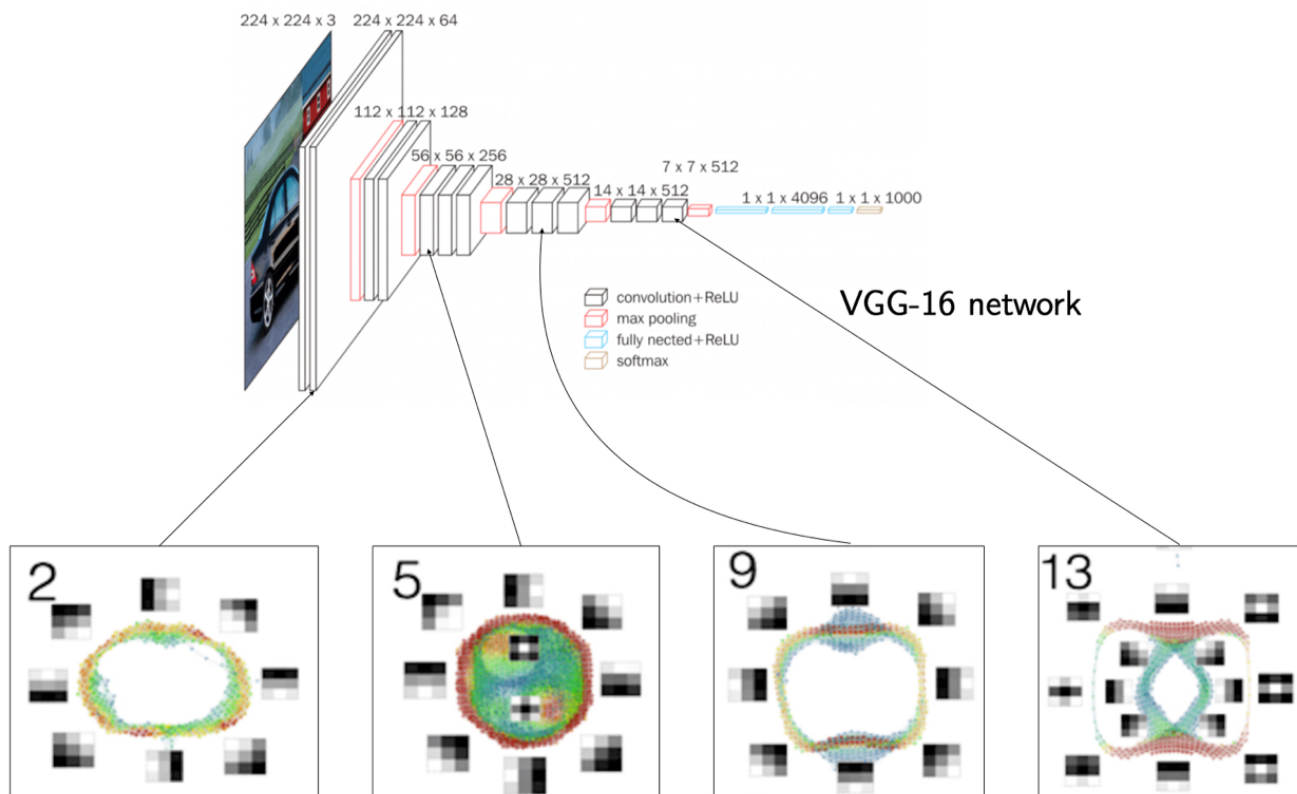 224 x 224 x 3
224 x 224 x 64
112 x 112 x 128
56 x 56 x 256
28 x 28 x 512
14 x 14 x 512
7 x 7 x 512
1 x 1 x 4096
1 x 1 x 1000
convolution+ReLU
max pooling
fully nected+ReLU
softmax
VGG-16 network
2
5
9
13